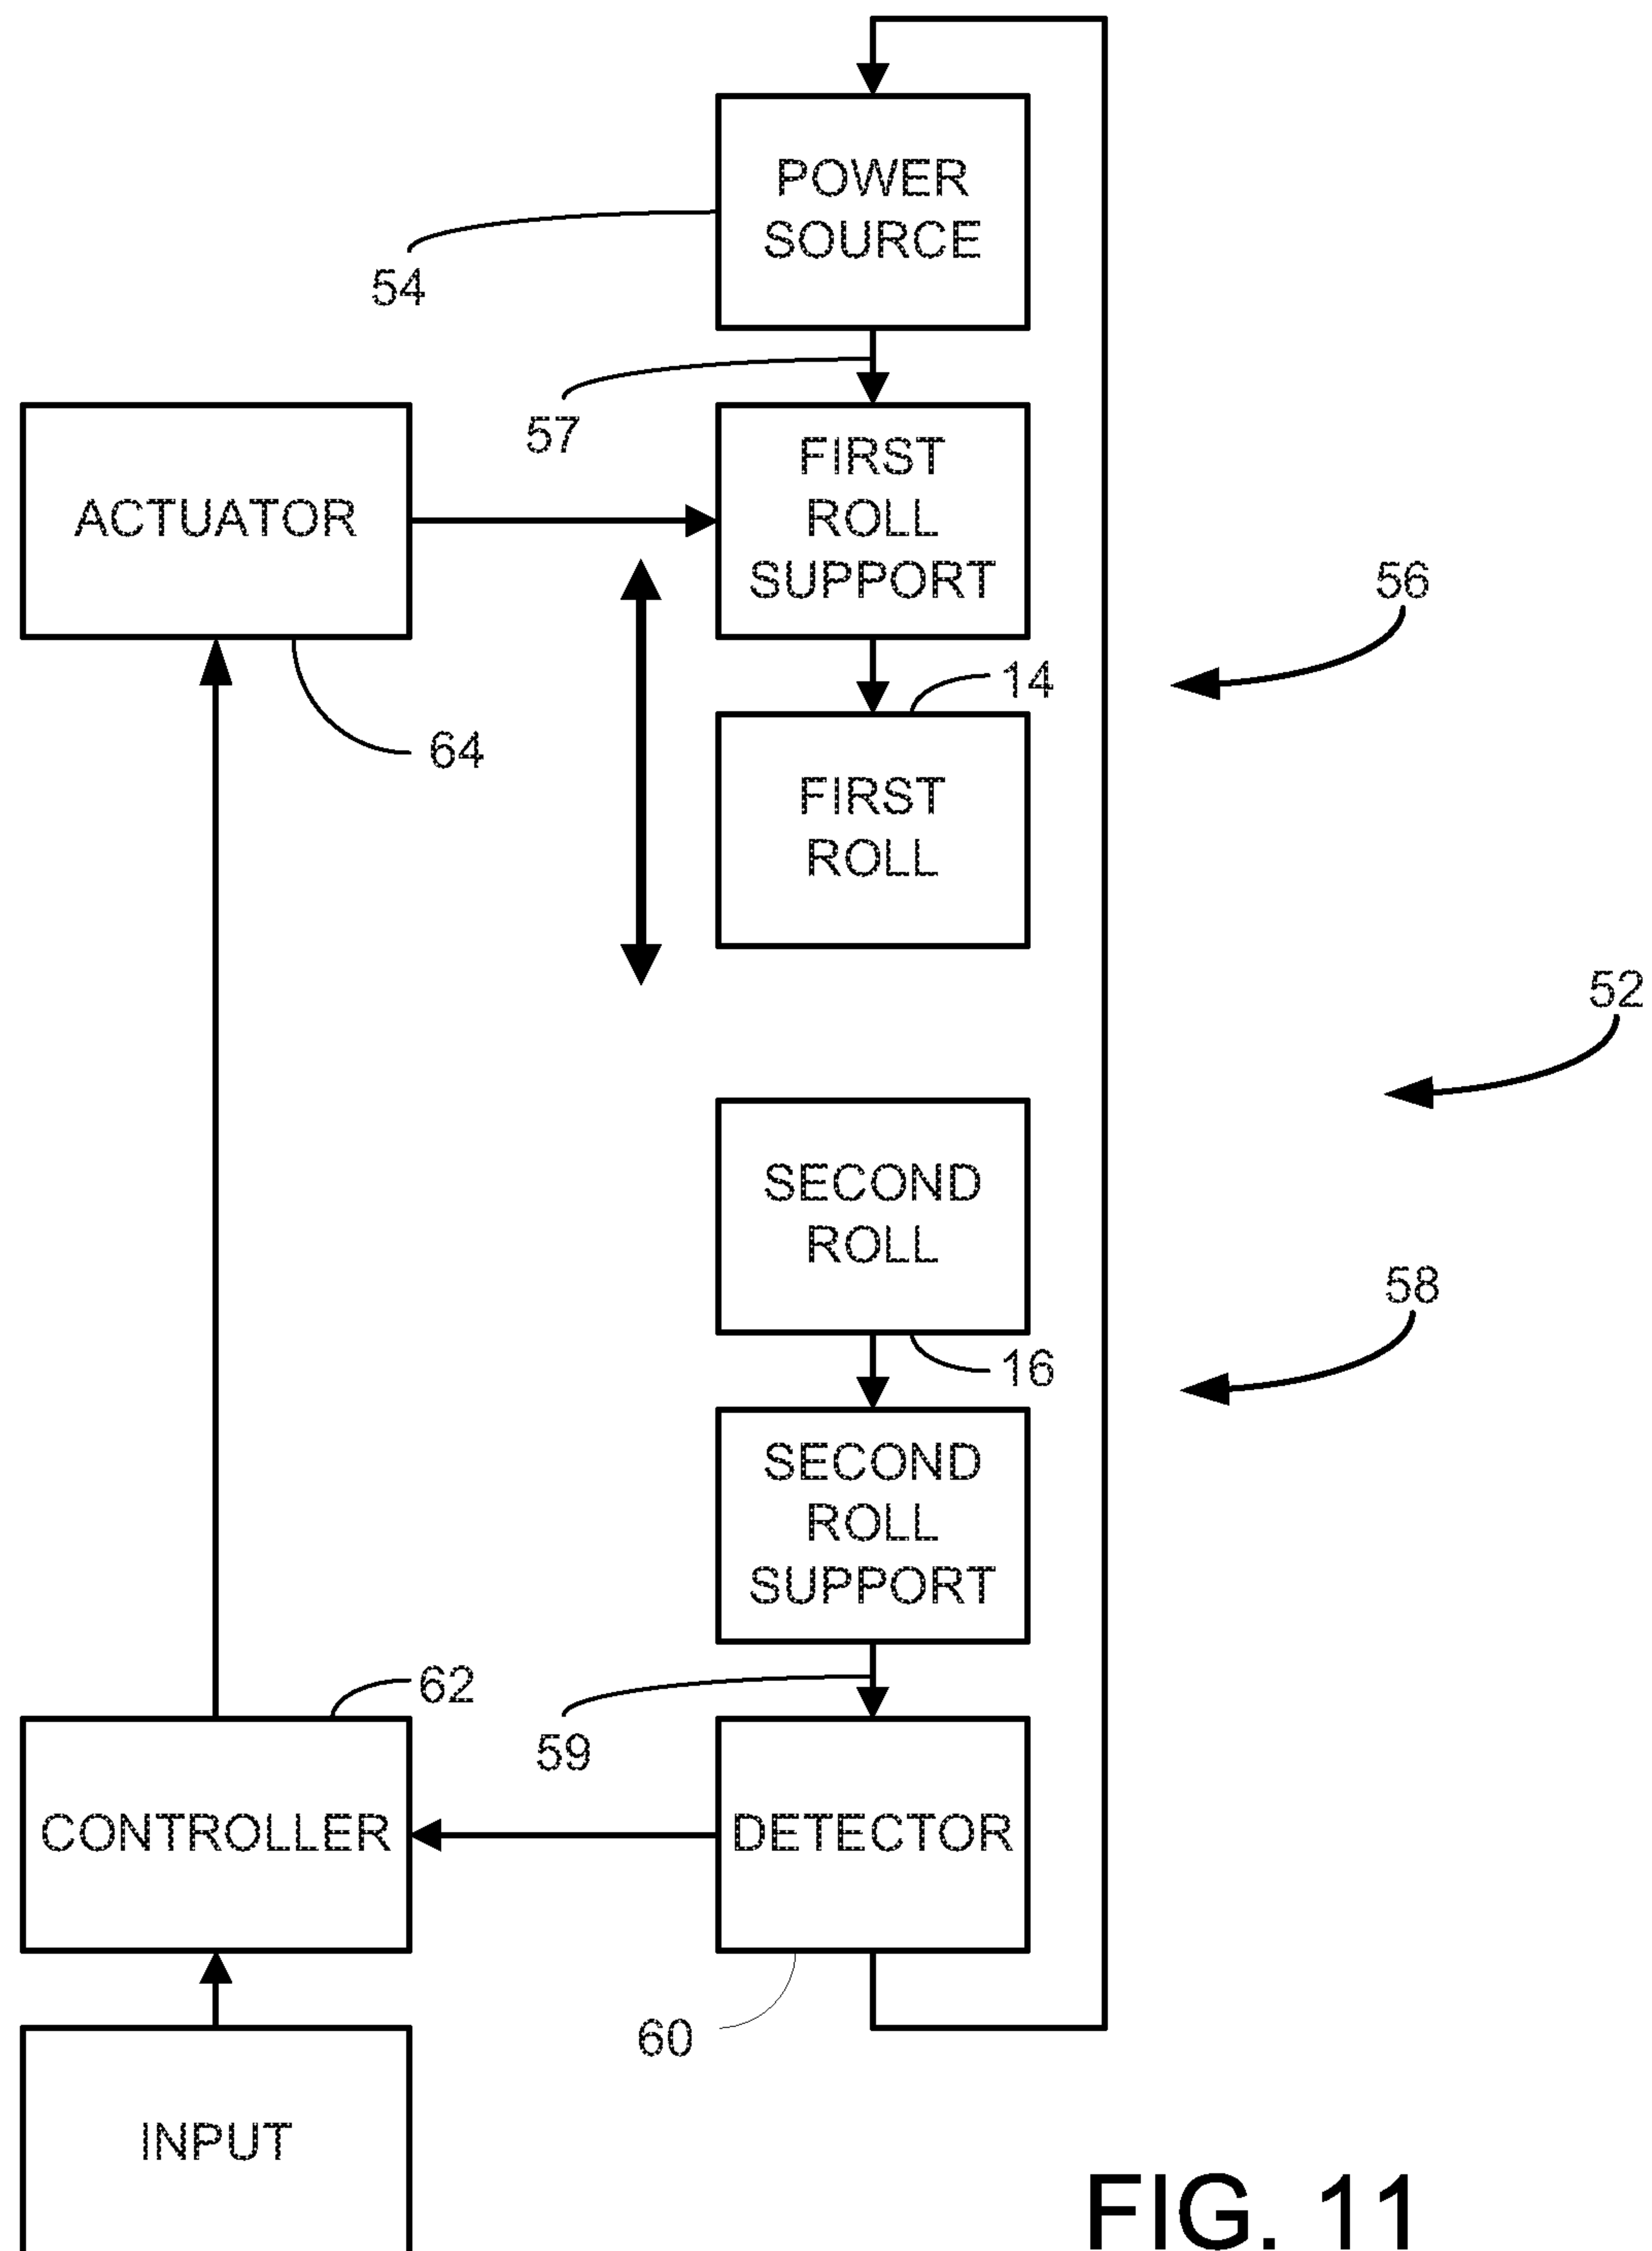 POWER
SOURCE
54
57
ACTUATOR
FIRST
ROLL
SUPPORT
56
14
64
FIRST
ROLL
52
SECOND
ROLL
58
16
SECOND
ROLL
SUPPORT
62
59
CONTROLLER
DETECTOR
60
INPUT
FIG. 11